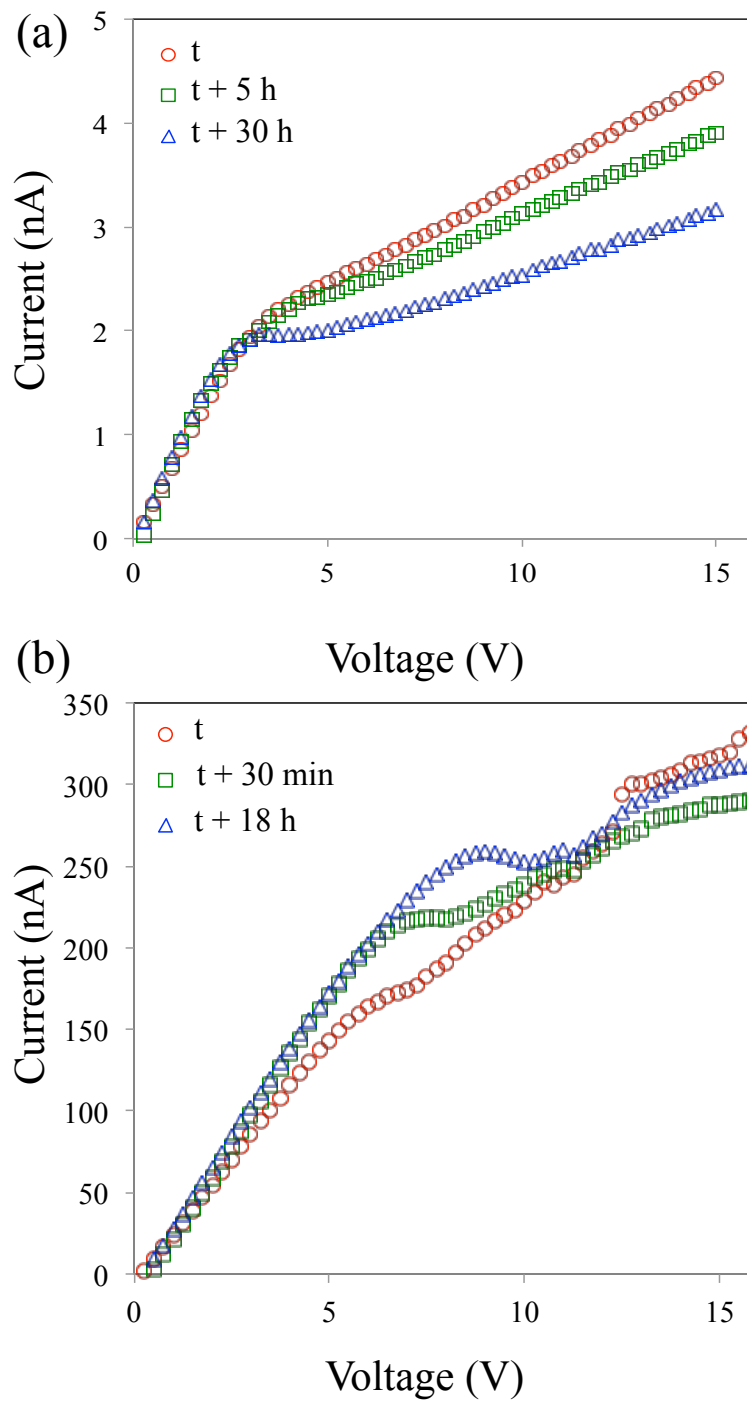 (a)
5
4
3
2
1
0
Current (nA)
t
t + 5 h
t + 30 h
0 5 10 15
Voltage (V)
(b)
350
300
250
200
150
100
50
0
Current (nA)
t
t + 30 min
t + 18 h
0 5 10 15
Voltage (V)